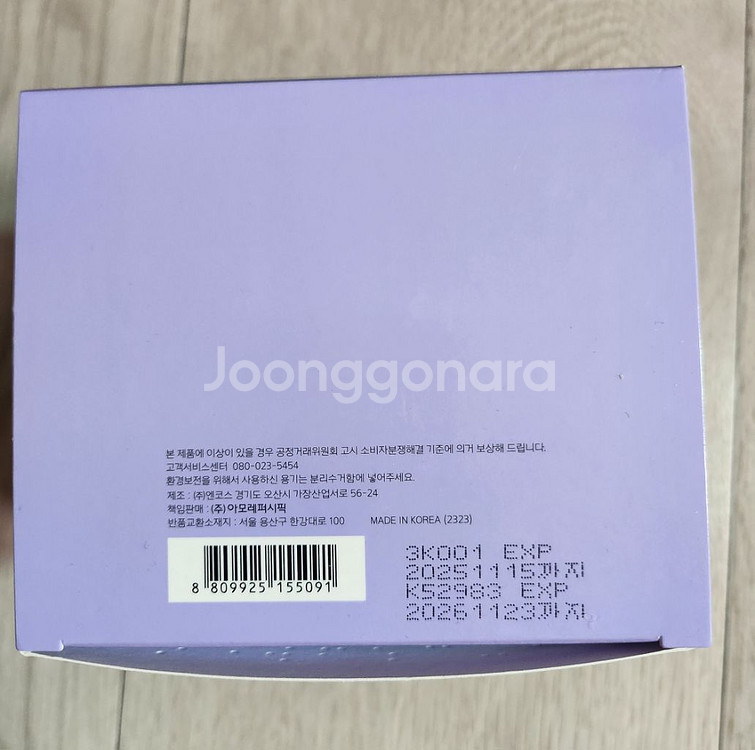 Joonggonara
본 제품에 이상이 있을 경우 공정거래위원회 고시 소비자분쟁해결 기준에 의거 보상해 드립니다.
고객서비스센터 080-023-5454
환경보전을 위해서 사용하신 용기는 분리수거함에 넣어주세요.
제조 : (주)엔코스 경기도 오산시 가장산업서로 56-24
책임판매 : (주)아모레퍼시픽
반품교환소재지 : 서울 용산구 한강대로 100 MADE IN KOREA (2323)
8 809925 155091
3K001 EXP
20251115까지
K52963 EXP
20261123까지